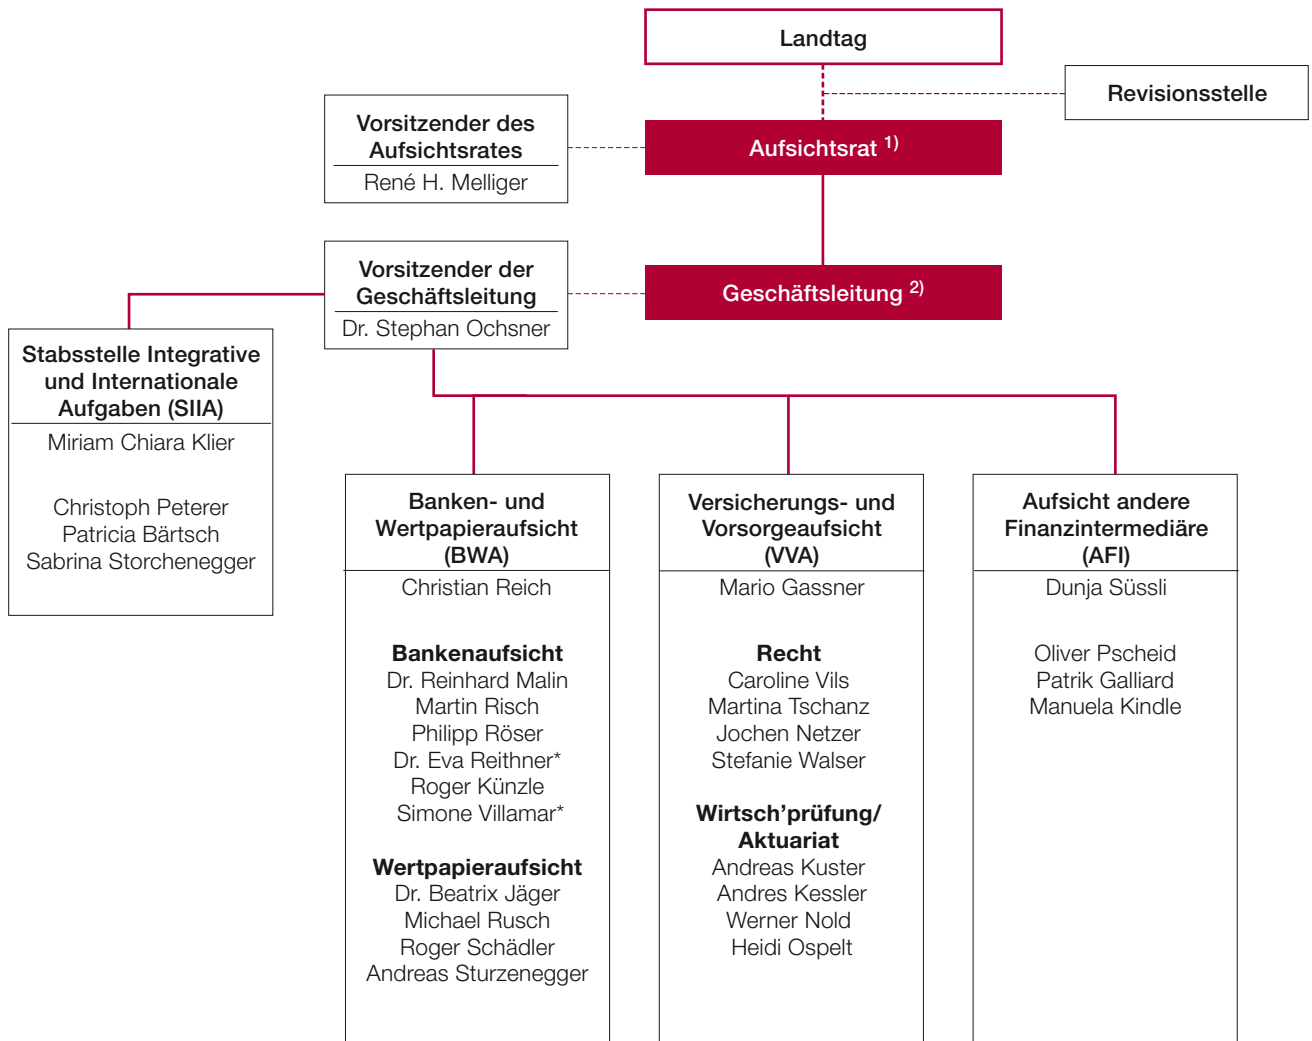 Landtag
Revisionsstelle
Vorsitzender des
Aufsichtsrates
René H. Melliger
Aufsichtsrat 1)
Vorsitzender der
Geschäftsleitung
Dr. Stephan Ochsner
Geschäftsleitung 2)
Stabsstelle Integrative
und Internationale
Aufgaben (SIIA)
Miriam Chiara Klier
Christoph Peterer
Patricia Bärtsch
Sabrina Storchenegger
Banken- und
Wertpapieraufsicht
(BWA)
Christian Reich
Bankenaufsicht
Dr. Reinhard Malin
Martin Risch
Philipp Röser
Dr. Eva Reithner*
Roger Künzle
Simone Villamar*
Wertpapieraufsicht
Dr. Beatrix Jäger
Michael Rusch
Roger Schädler
Andreas Sturzenegger
Versicherungs- und
Vorsorgeaufsicht
(VVA)
Mario Gassner
Recht
Caroline Vils
Martina Tschanz
Jochen Netzer
Stefanie Walser
Wirtsch’prüfung/
Aktuariat
Andreas Kuster
Andres Kessler
Werner Nold
Heidi Ospelt
Aufsicht andere
Finanzintermediäre
(AFI)
Dunja Süssli
Oliver Pscheid
Patrik Galliard
Manuela Kindle